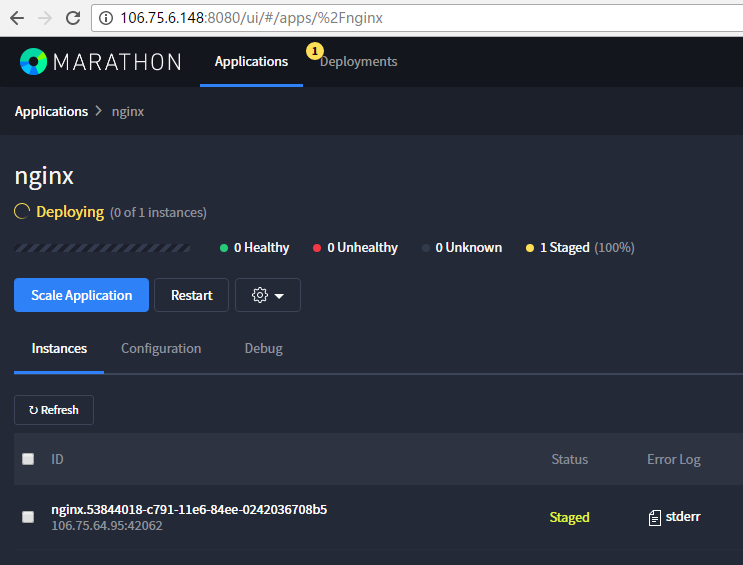 106.75.6.148:8080/ui/#/apps/%2Fnginx
MARATHON Applications 1 Deployments
Applications > nginx
nginx
Deploying (0 of 1 instances)
0 Healthy 0 Unhealthy 0 Unknown 1 Staged (100%)
Scale Application Restart
Instances Configuration Debug
Refresh
ID Status Error Log
nginx.53844018-c791-11e6-84ee-0242036708b5 Staged stderr
106.75.64.95:42062